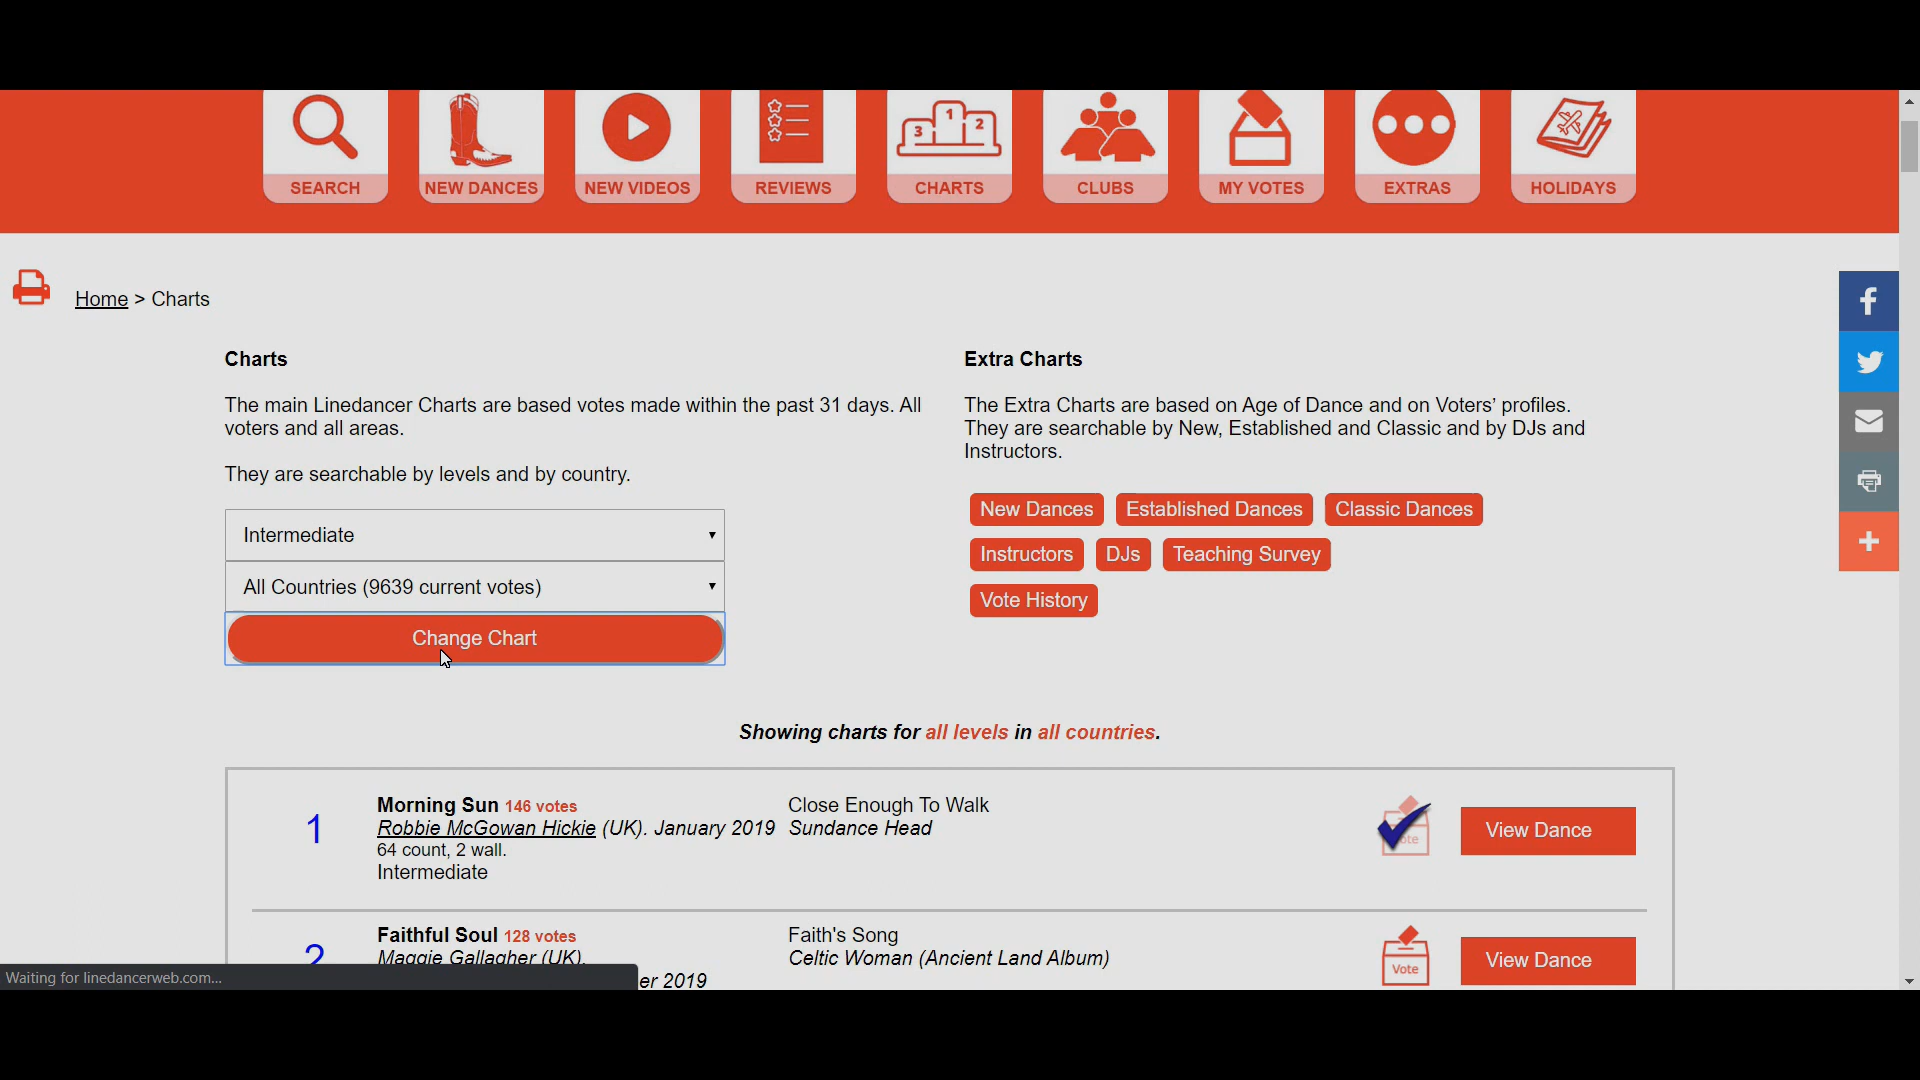 SEARCH
NEW DANCES
NEW VIDEOS
REVIEWS
3 1 2
CHARTS
CLUBS
MY VOTES
EXTRAS
HOLIDAYS
Home > Charts
Charts
The main Linedancer Charts are based votes made within the past 31 days. All
voters and all areas.
They are searchable by levels and by country.
Intermediate
All Countries (9639 current votes)
Change Chart
Extra Charts
The Extra Charts are based on Age of Dance and on Voters' profiles.
They are searchable by New, Established and Classic and by DJs and
Instructors.
New Dances Established Dances Classic Dances
Instructors DJs Teaching Survey
Vote History
Showing charts for all levels in all countries.
1
Morning Sun 146 votes
Robbie McGowan Hickie (UK). January 2019
64 count, 2 wall.
Intermediate
Close Enough To Walk
Sundance Head
View Dance
2
Faithful Soul 128 votes
Maggie Gallagher (UK).
er 2019
Faith's Song
Celtic Woman (Ancient Land Album)
Vote
View Dance
Waiting for linedancerweb.com...